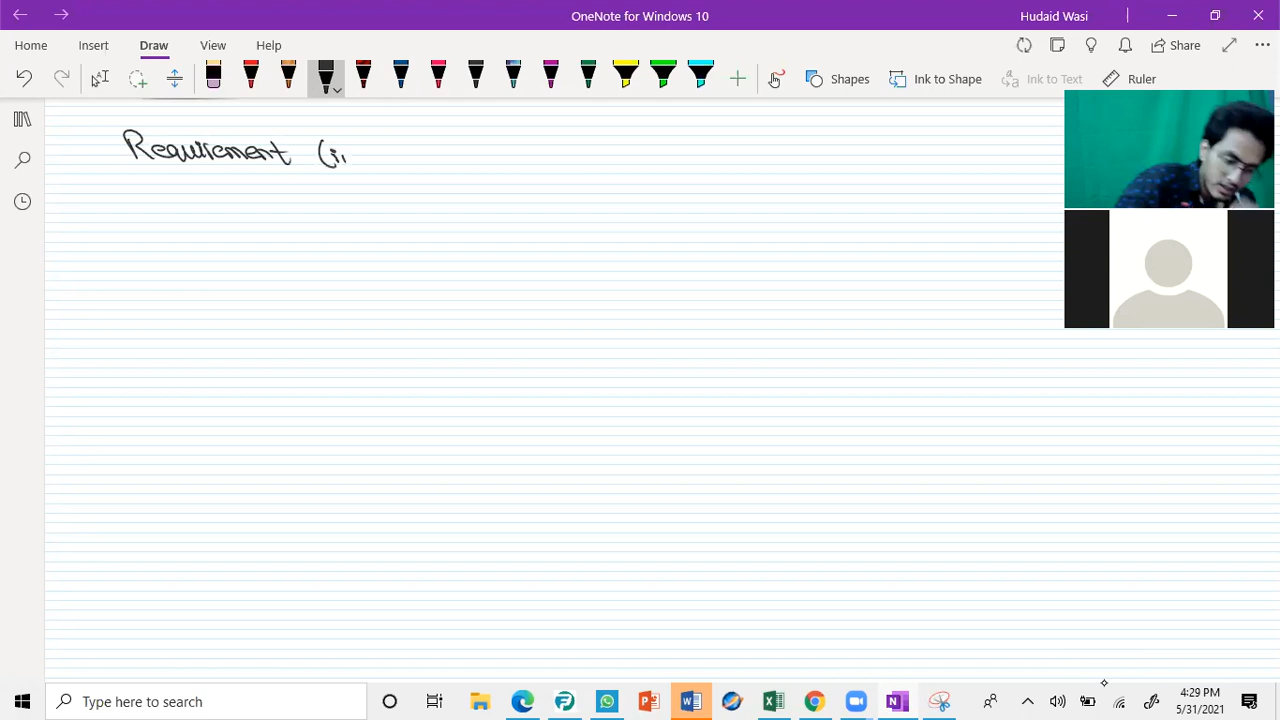 OneNote for Windows 10
Hudaid Wasi
Home Insert Draw View Help
Share
Shapes
Ink to Shape
Ink to Text
Ruler
Requirement (i
Type here to search
4:29 PM
5/31/2021